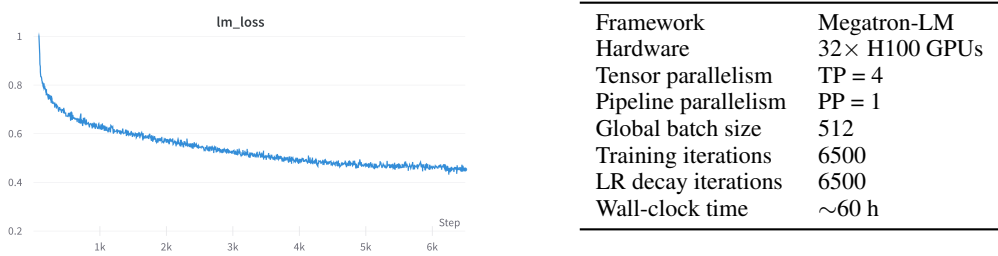 lm_loss
1
0.8
0.6
0.4
0.2
Step
1k 2k 3k 4k 5k 6k
Framework Megatron-LM
Hardware 32× H100 GPUs
Tensor parallelism TP = 4
Pipeline parallelism PP = 1
Global batch size 512
Training iterations 6500
LR decay iterations 6500
Wall-clock time ∼60 h